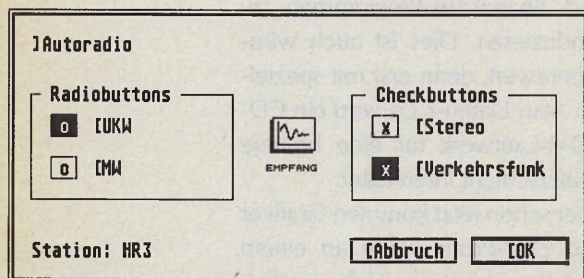 ]Autoradio
Radiobuttons
Checkbuttons
O [UKW
X [Stereo
EMPFANG
O [MW
X [Verkehrsfunk
Station: HR3
[Abbruch
[OK